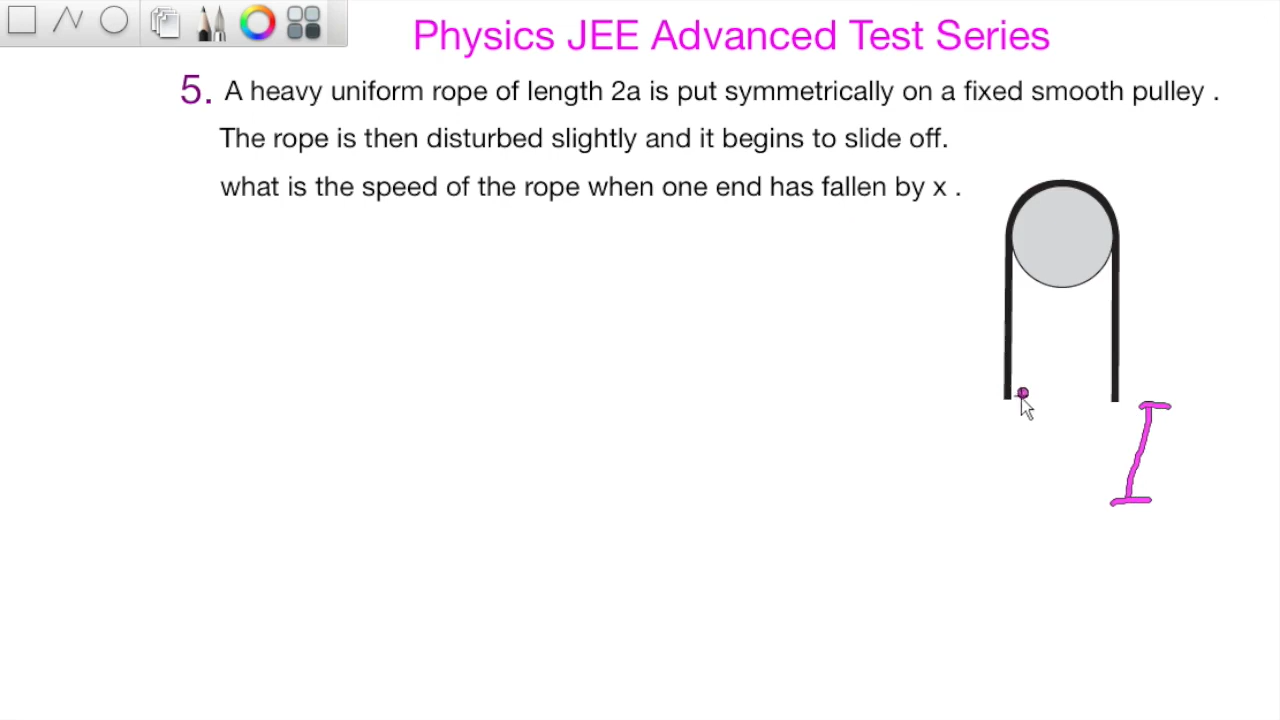 Physics JEE Advanced Test Series
5. A heavy uniform rope of length 2a is put symmetrically on a fixed smooth pulley .
The rope is then disturbed slightly and it begins to slide off.
what is the speed of the rope when one end has fallen by x .